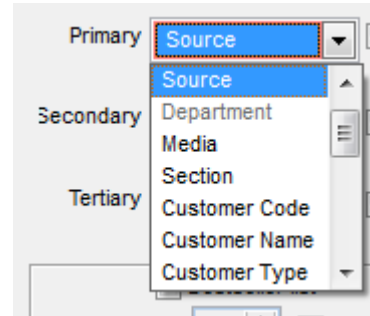 Primary Source
Source
Secondary Department
Media
Section
Tertiary Customer Code
Customer Name
Customer Type